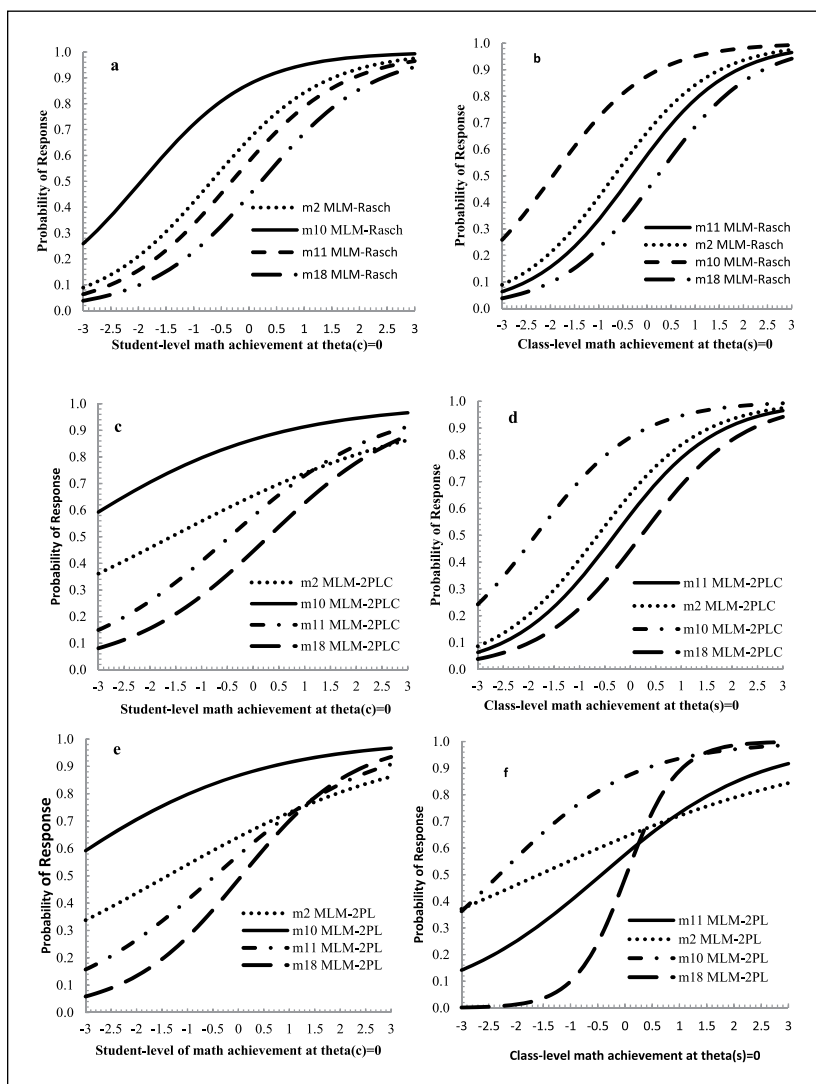 a
Probability of Response
1.0
0.9
0.8
0.7
0.6
0.5
0.4
0.3
0.2
0.1
0.0
m2 MLM-Rasch
m10 MLM-Rasch
m11 MLM-Rasch
m18 MLM-Rasch
-3 -2.5 -2 -1.5 -1 -0.5 0 0.5 1 1.5 2 2.5 3
Student-level math achievement at theta(c)=0
b
Probability of Response
1.0
0.9
0.8
0.7
0.6
0.5
0.4
0.3
0.2
0.1
0.0
m11 MLM-Rasch
m2 MLM-Rasch
m10 MLM-Rasch
m18 MLM-Rasch
-3 -2.5 -2 -1.5 -1 -0.5 0 0.5 1 1.5 2 2.5 3
Class-level math achievement at theta(s)=0
c
Probability of Response
1.0
0.9
0.8
0.7
0.6
0.5
0.4
0.3
0.2
0.1
0.0
m2 MLM-2PLC
m10 MLM-2PLC
m11 MLM-2PLC
m18 MLM-2PLC
-3 -2.5 -2 -1.5 -1 -0.5 0 0.5 1 1.5 2 2.5 3
Student-level math achievement at theta(c)=0
d
Probability of Response
1.0
0.9
0.8
0.7
0.6
0.5
0.4
0.3
0.2
0.1
0.0
m11 MLM-2PLC
m2 MLM-2PLC
m10 MLM-2PLC
m18 MLM-2PLC
-3 -2.5 -2 -1.5 -1 -0.5 0 0.5 1 1.5 2 2.5 3
Class-level math achievement at theta(s)=0
e
Probability of Response
1.0
0.9
0.8
0.7
0.6
0.5
0.4
0.3
0.2
0.1
0.0
m2 MLM-2PL
m10 MLM-2PL
m11 MLM-2PL
m18 MLM-2PL
-3 -2.5 -2 -1.5 -1 -0.5 0 0.5 1 1.5 2 2.5 3
Student-level of math achievement at theta(c)=0
f
Probability of Response
1.0
0.9
0.8
0.7
0.6
0.5
0.4
0.3
0.2
0.1
0.0
m11 MLM-2PL
m2 MLM-2PL
m10 MLM-2PL
m18 MLM-2PL
-3 -2.5 -2 -1.5 -1 -0.5 0 0.5 1 1.5 2 2.5 3
Class-level math achievement at theta(s)=0